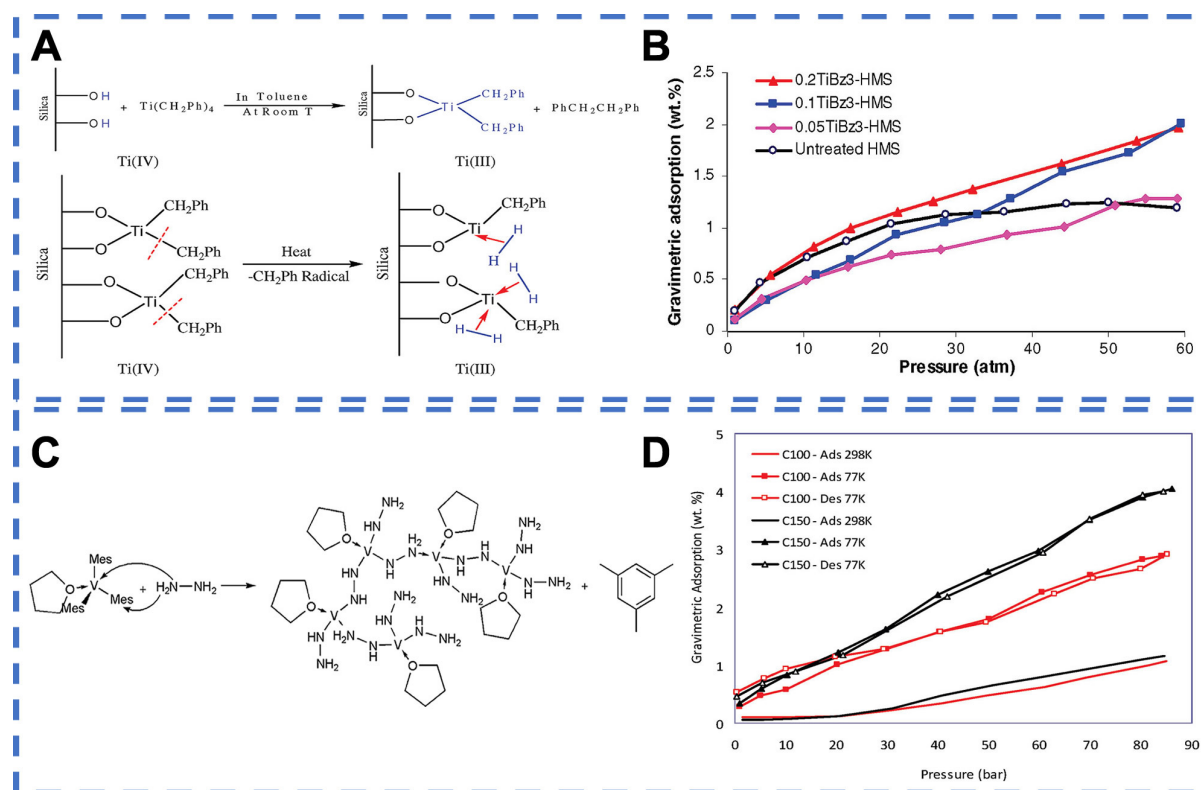 A
Silica
OH
OH
+ Ti(CH₂Ph)₄
In Toluene
At Room T
Silica
O
O
Ti
CH₂Ph
CH₂Ph
+ PhCH₂CH₂Ph
Ti(IV)
Ti(III)
Silica
O
O
Ti
CH₂Ph
CH₂Ph
O
O
Ti
CH₂Ph
CH₂Ph
Heat
-CH₂Ph Radical
Silica
O
O
Ti
CH₂Ph
H
H
O
O
Ti
H
H
CH₂Ph
H
H
Ti(IV)
Ti(III)
B
0.2TiBz3-HMS
0.1TiBz3-HMS
0.05TiBz3-HMS
Untreated HMS
Gravimetric adsorption (wt.%)
2.5
2
1.5
1
0.5
0
0 10 20 30 40 50 60
Pressure (atm)
C
Mes
O
V
Mes
Mes
+ H₂N-NH₂
NH₂
HN
O
V
N
H
H₂
N
V
O
NH₂
HN
H
N
N
H
V
O
NH₂
HN
HN-NH₂
HN
NH
O
V
HN
NH₂
H₂N-NH
NH₂
HN
V
HN-NH₂
O
HN
NH₂
+
D
C100 - Ads 298K
C100 - Ads 77K
C100 - Des 77K
C150 - Ads 298K
C150 - Ads 77K
C150 - Des 77K
Gravimetric Adsorption (wt. %)
5
4
3
2
1
0
0 10 20 30 40 50 60 70 80 90
Pressure (bar)